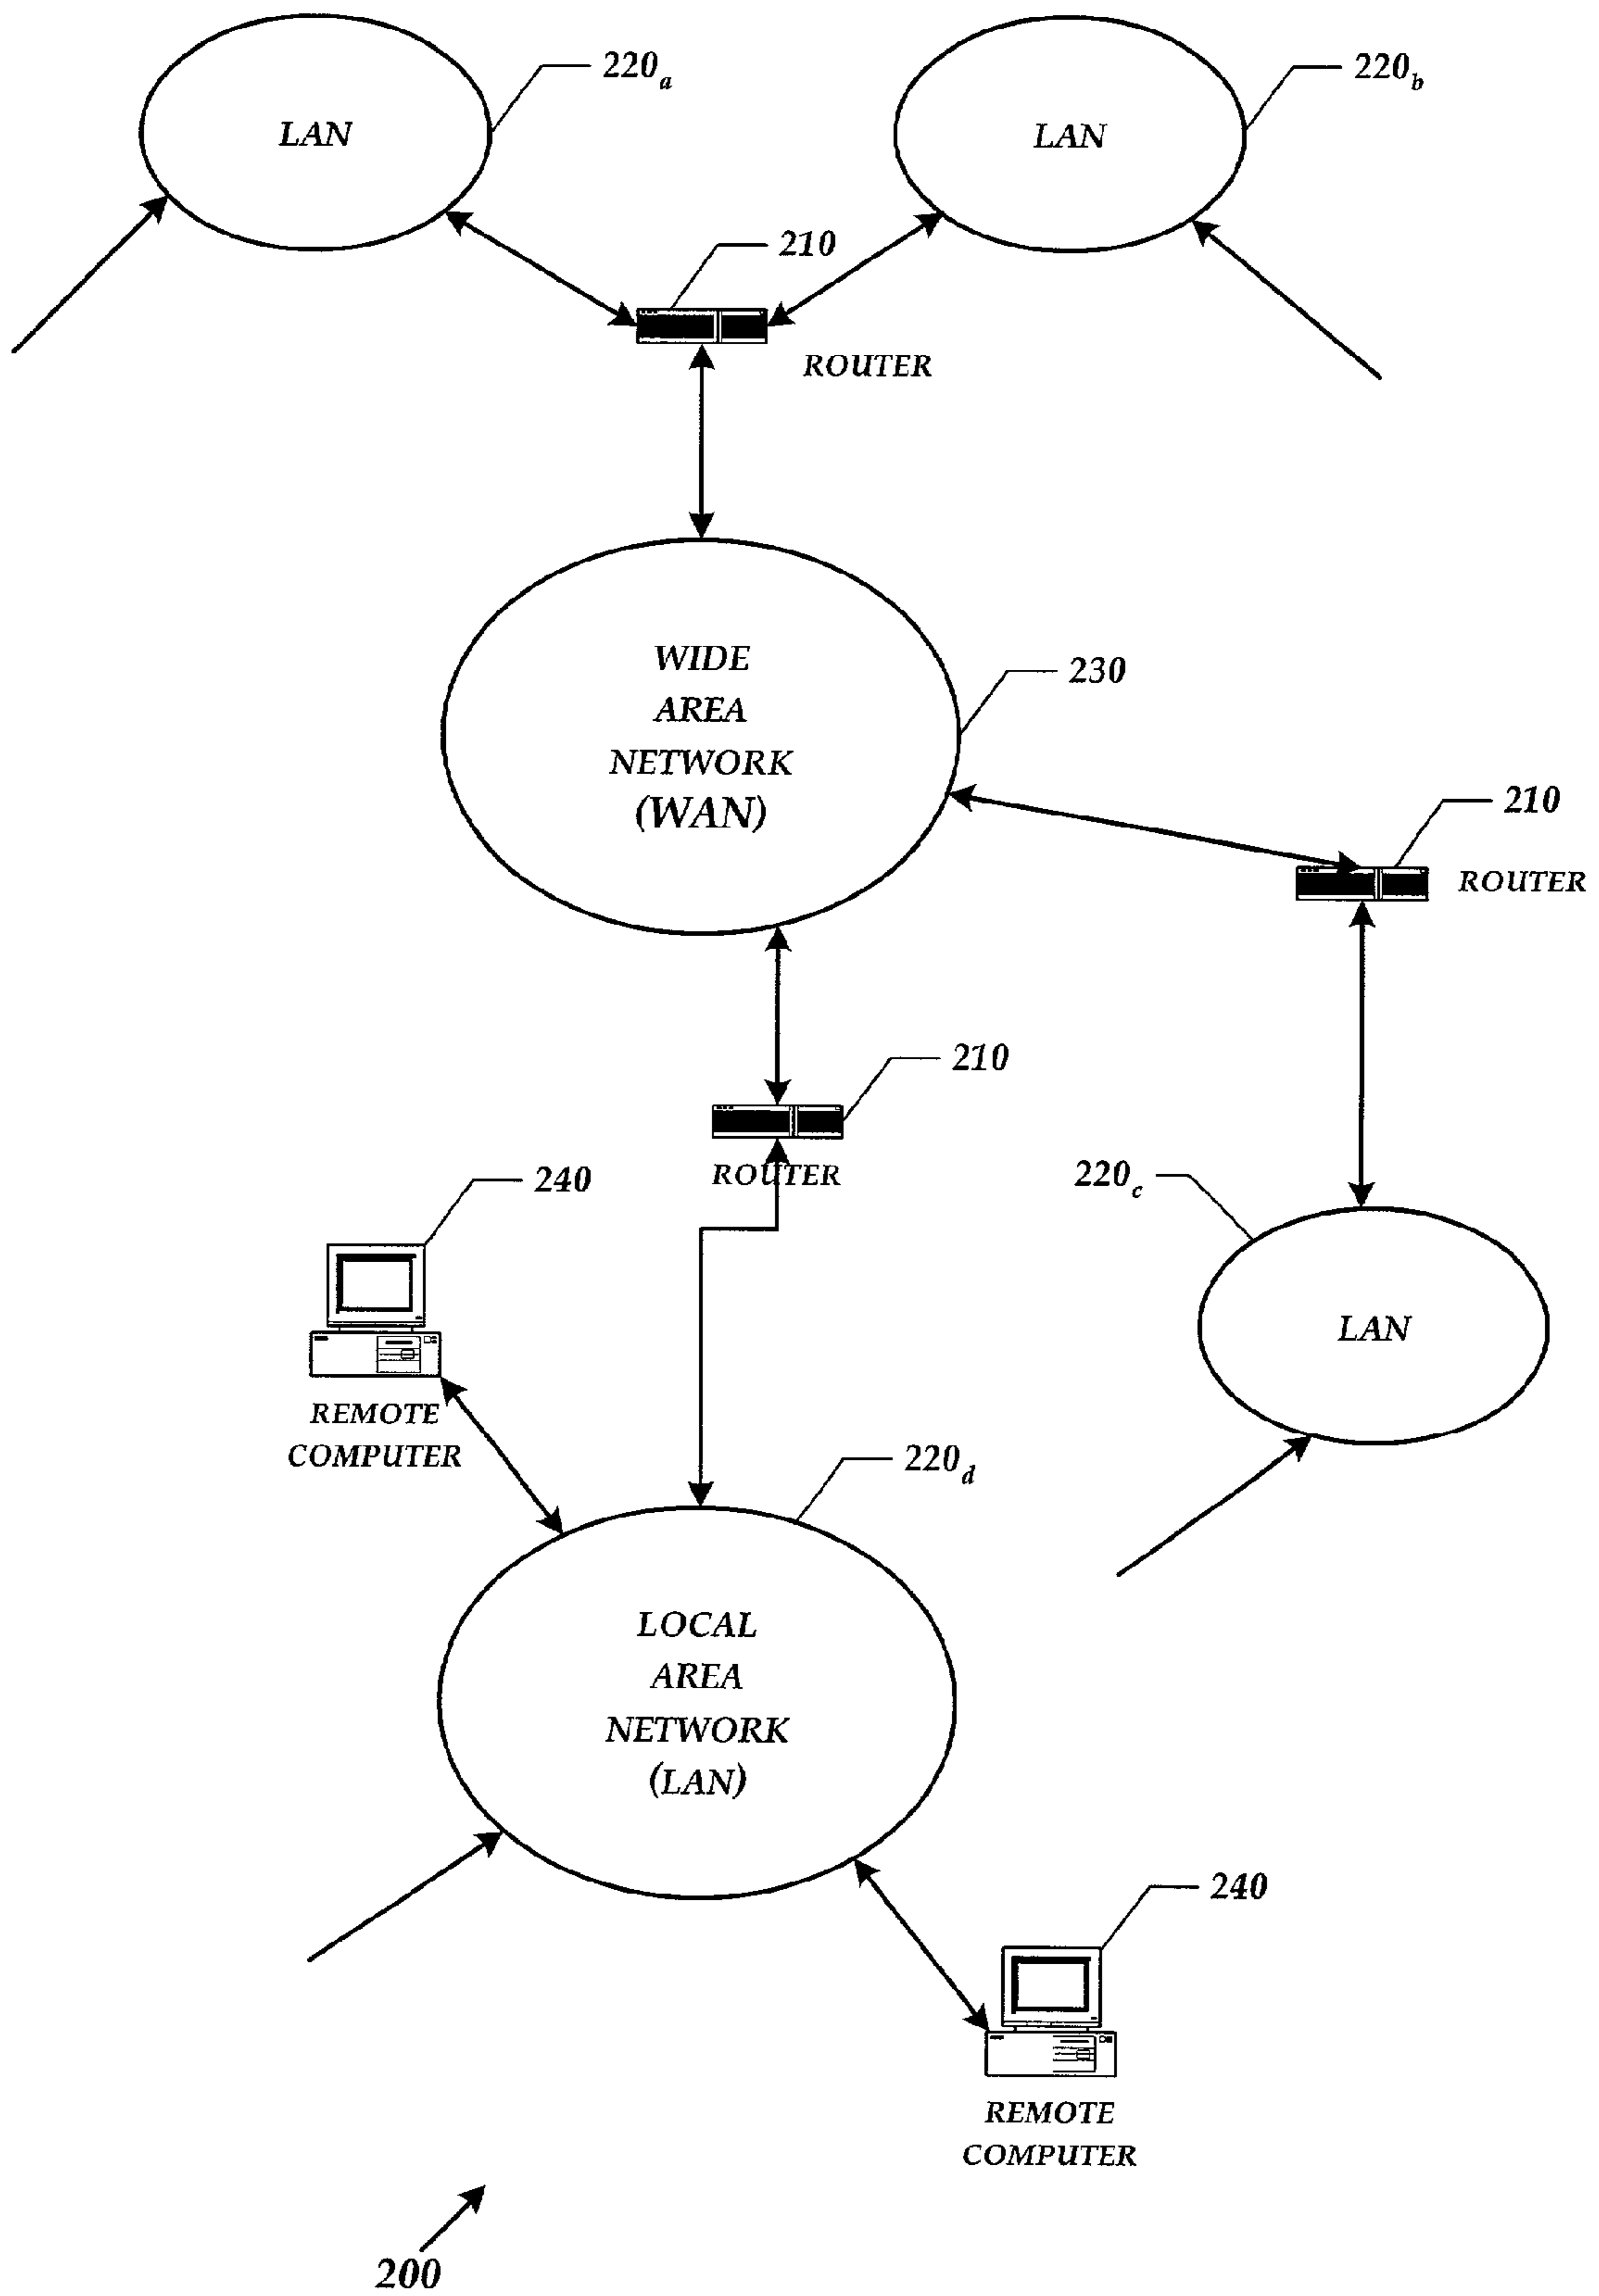 220a
220b
LAN
LAN
210
ROUTER
WIDE
AREA
NETWORK
(WAN)
230
210
ROUTER
210
ROUTER
240
220c
REMOTE
COMPUTER
LAN
220d
LOCAL
AREA
NETWORK
(LAN)
240
REMOTE
COMPUTER
200